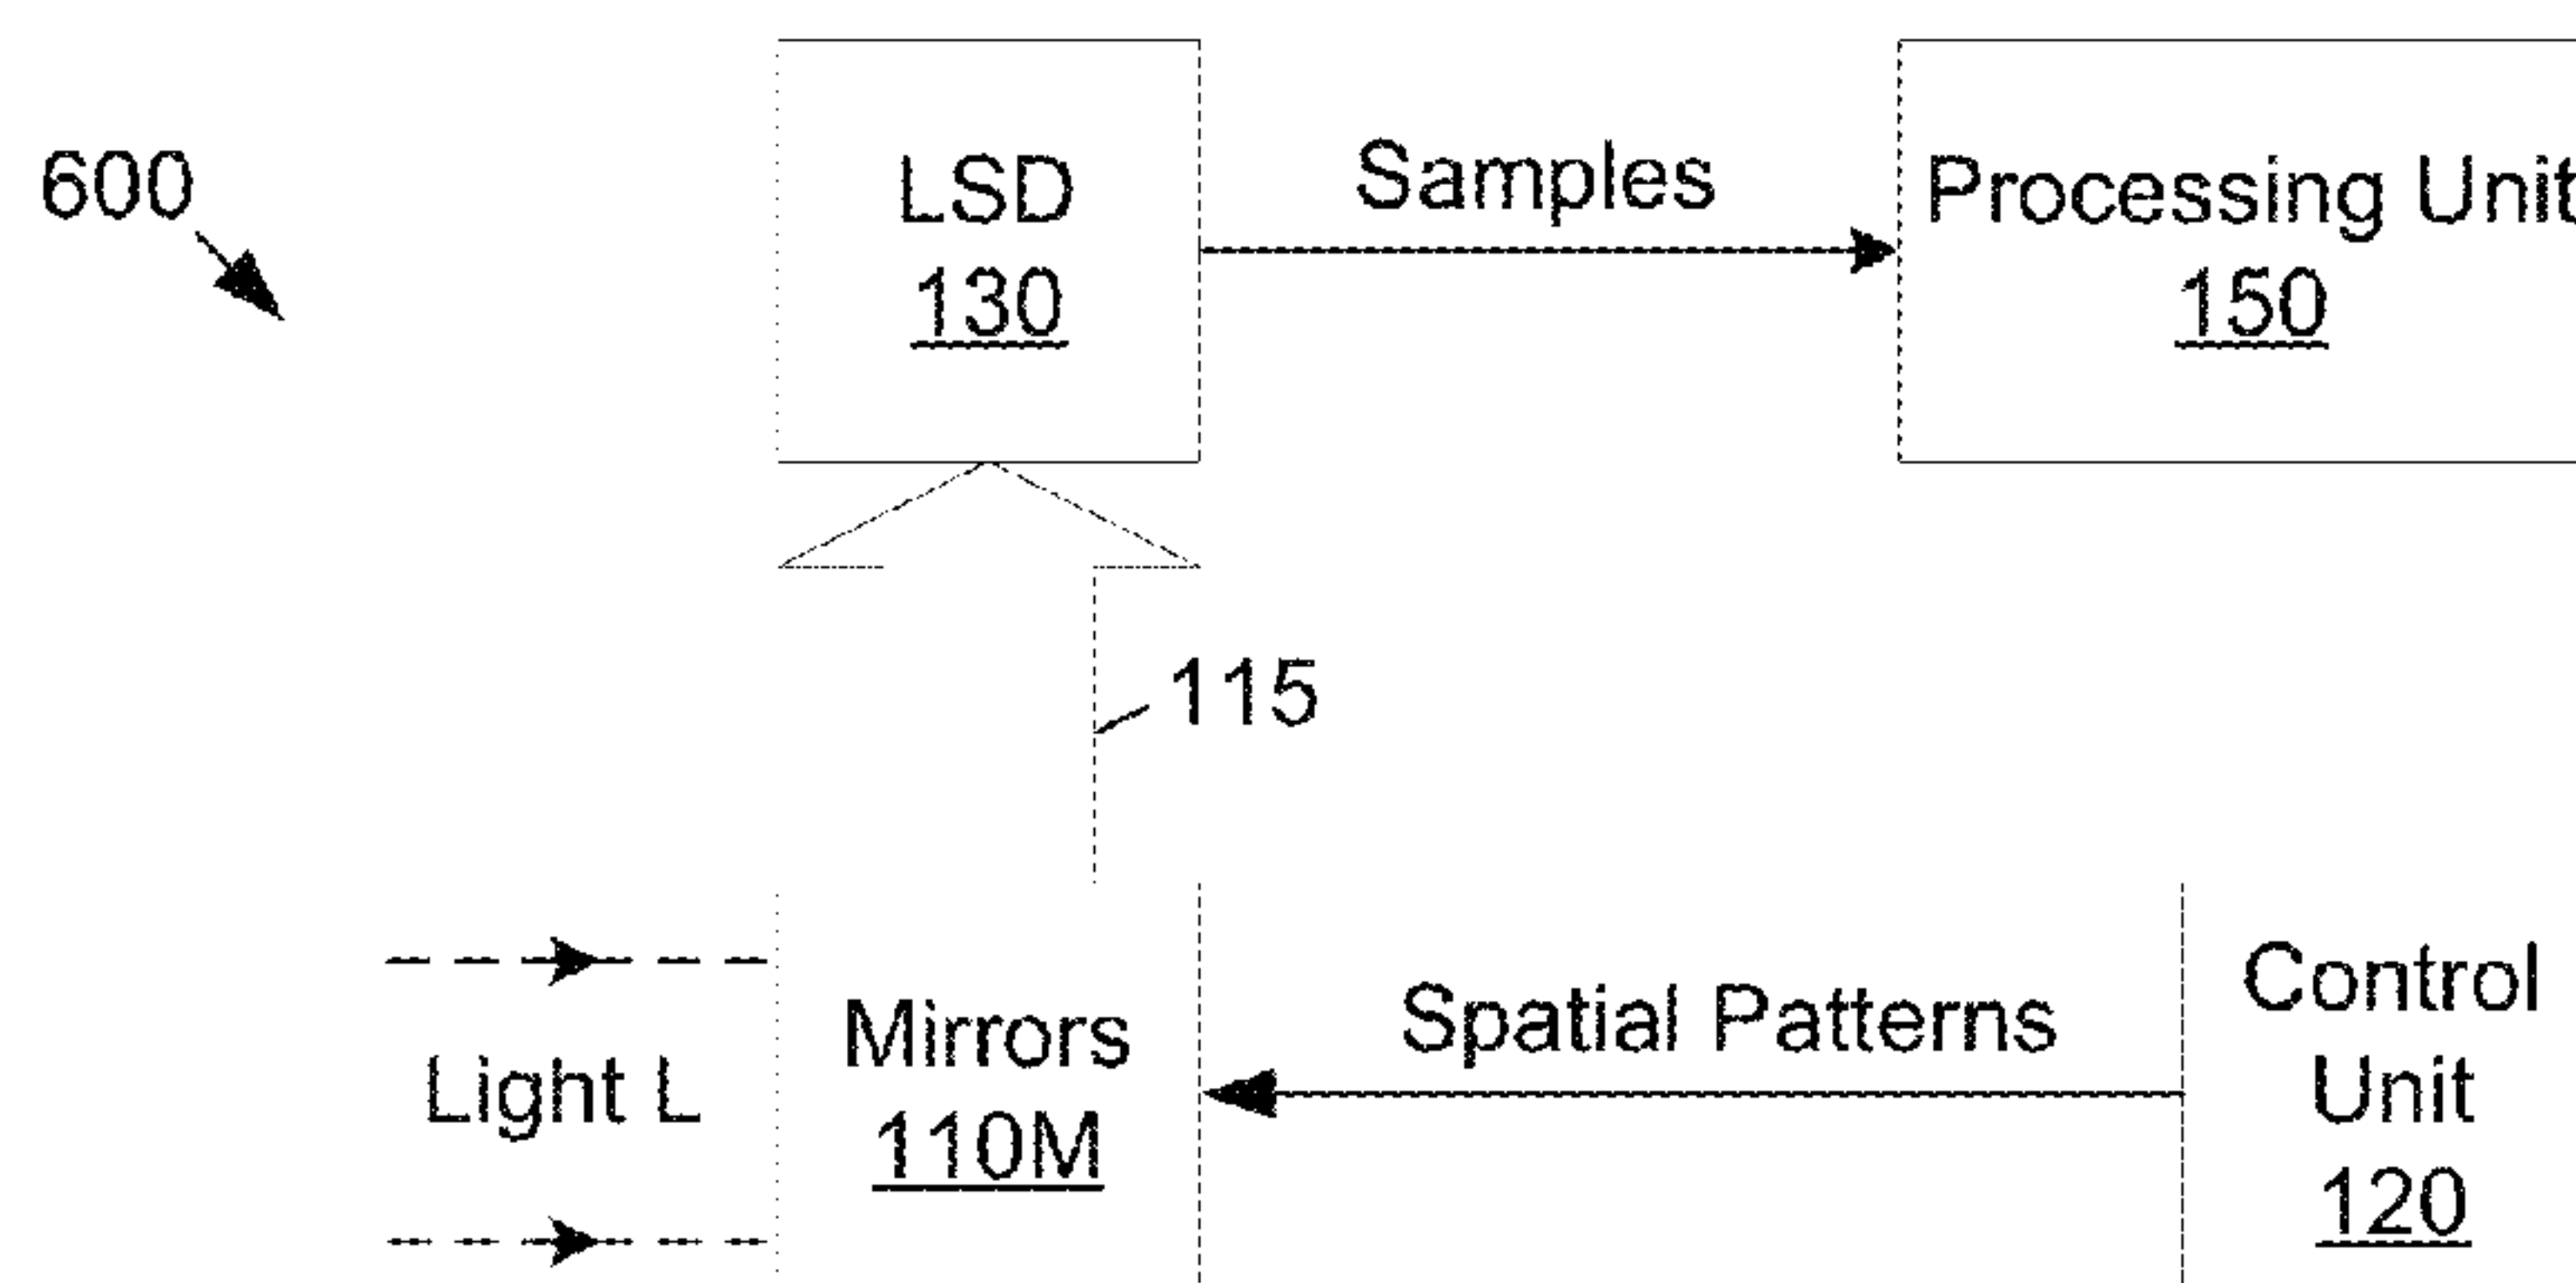 600
LSD
130
Samples
Processing Unit
150
115
Light L
Mirrors
110M
Spatial Patterns
Control
Unit
120